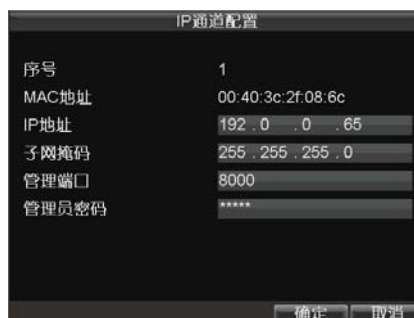 IP通道配置
序号 1
MAC地址 00:40:3c:2f:08:6c
IP地址 192 . 0 . 0 . 65
子网掩码 255 . 255 . 255 . 0
管理端口 8000
管理员密码 *****
确定 取消